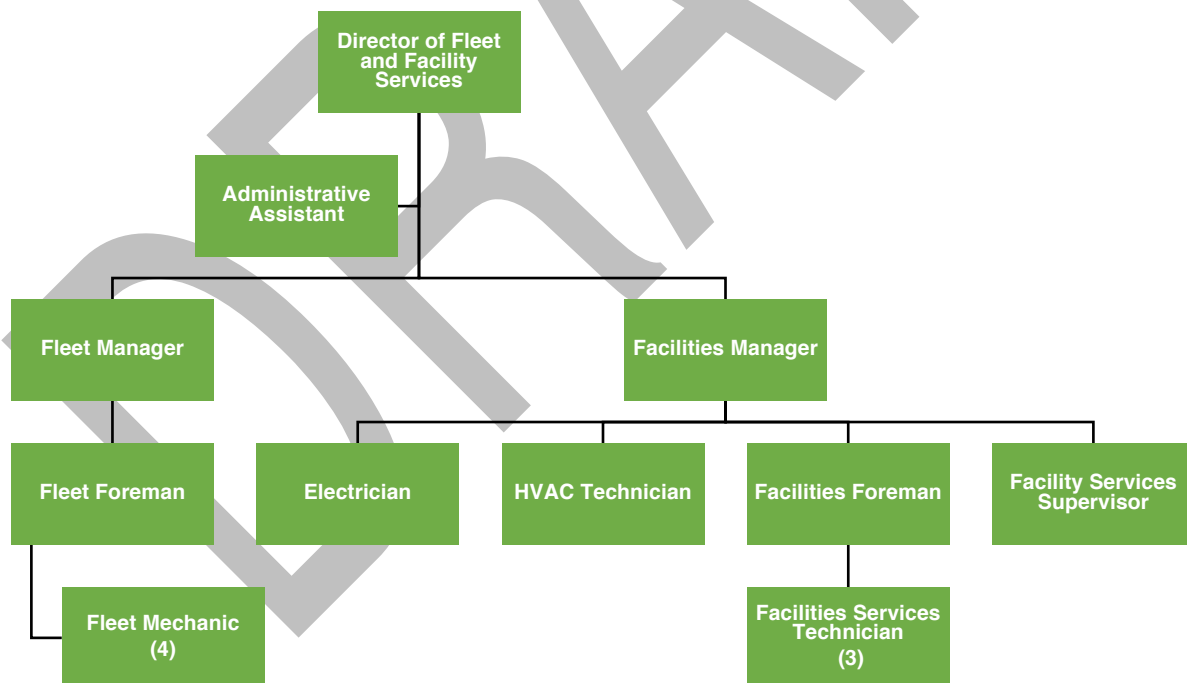 Director of Fleet
and Facility
Services
Administrative
Assistant
Fleet Manager
Facilities Manager
Fleet Foreman
Electrician
HVAC Technician
Facilities Foreman
Facility Services
Supervisor
Fleet Mechanic
(4)
Facilities Services
Technician
(3)